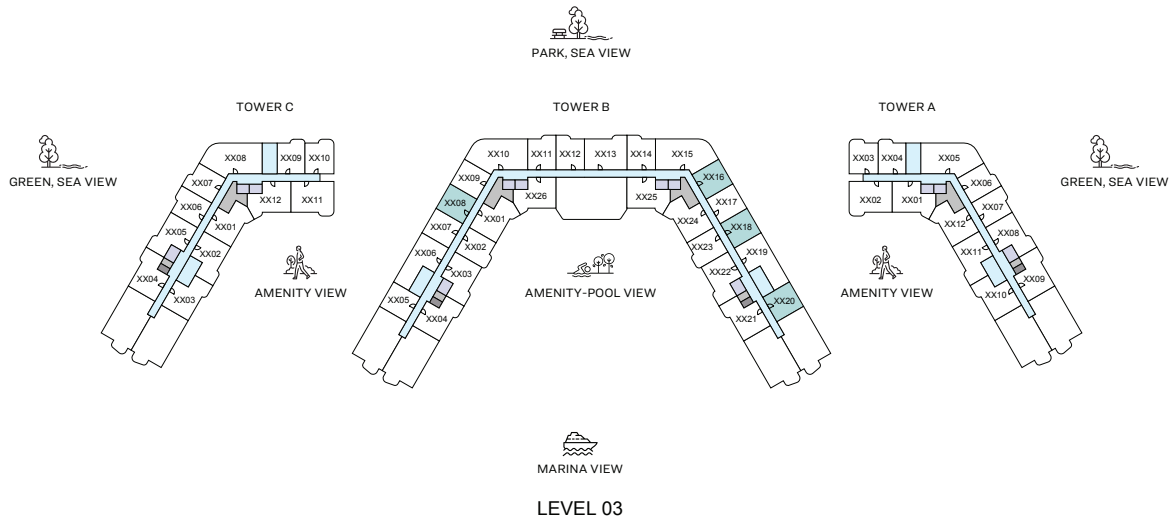 PARK, SEA VIEW
TOWER C
TOWER B
TOWER A
GREEN, SEA VIEW
GREEN, SEA VIEW
XX08
XX09
XX10
XX07
XX12
XX11
XX06
XX01
XX05
XX02
XX04
XX03
XX10
XX11
XX12
XX13
XX14
XX15
XX09
XX16
XX26
XX25
XX08
XX01
XX17
XX07
XX24
XX18
XX02
XX23
XX06
XX19
XX03
XX22
XX05
XX20
XX04
XX21
XX03
XX04
XX05
XX02
XX01
XX06
XX07
XX12
XX08
XX11
XX09
XX10
AMENITY VIEW
AMENITY-POOL VIEW
AMENITY VIEW
MARINA VIEW
LEVEL 03